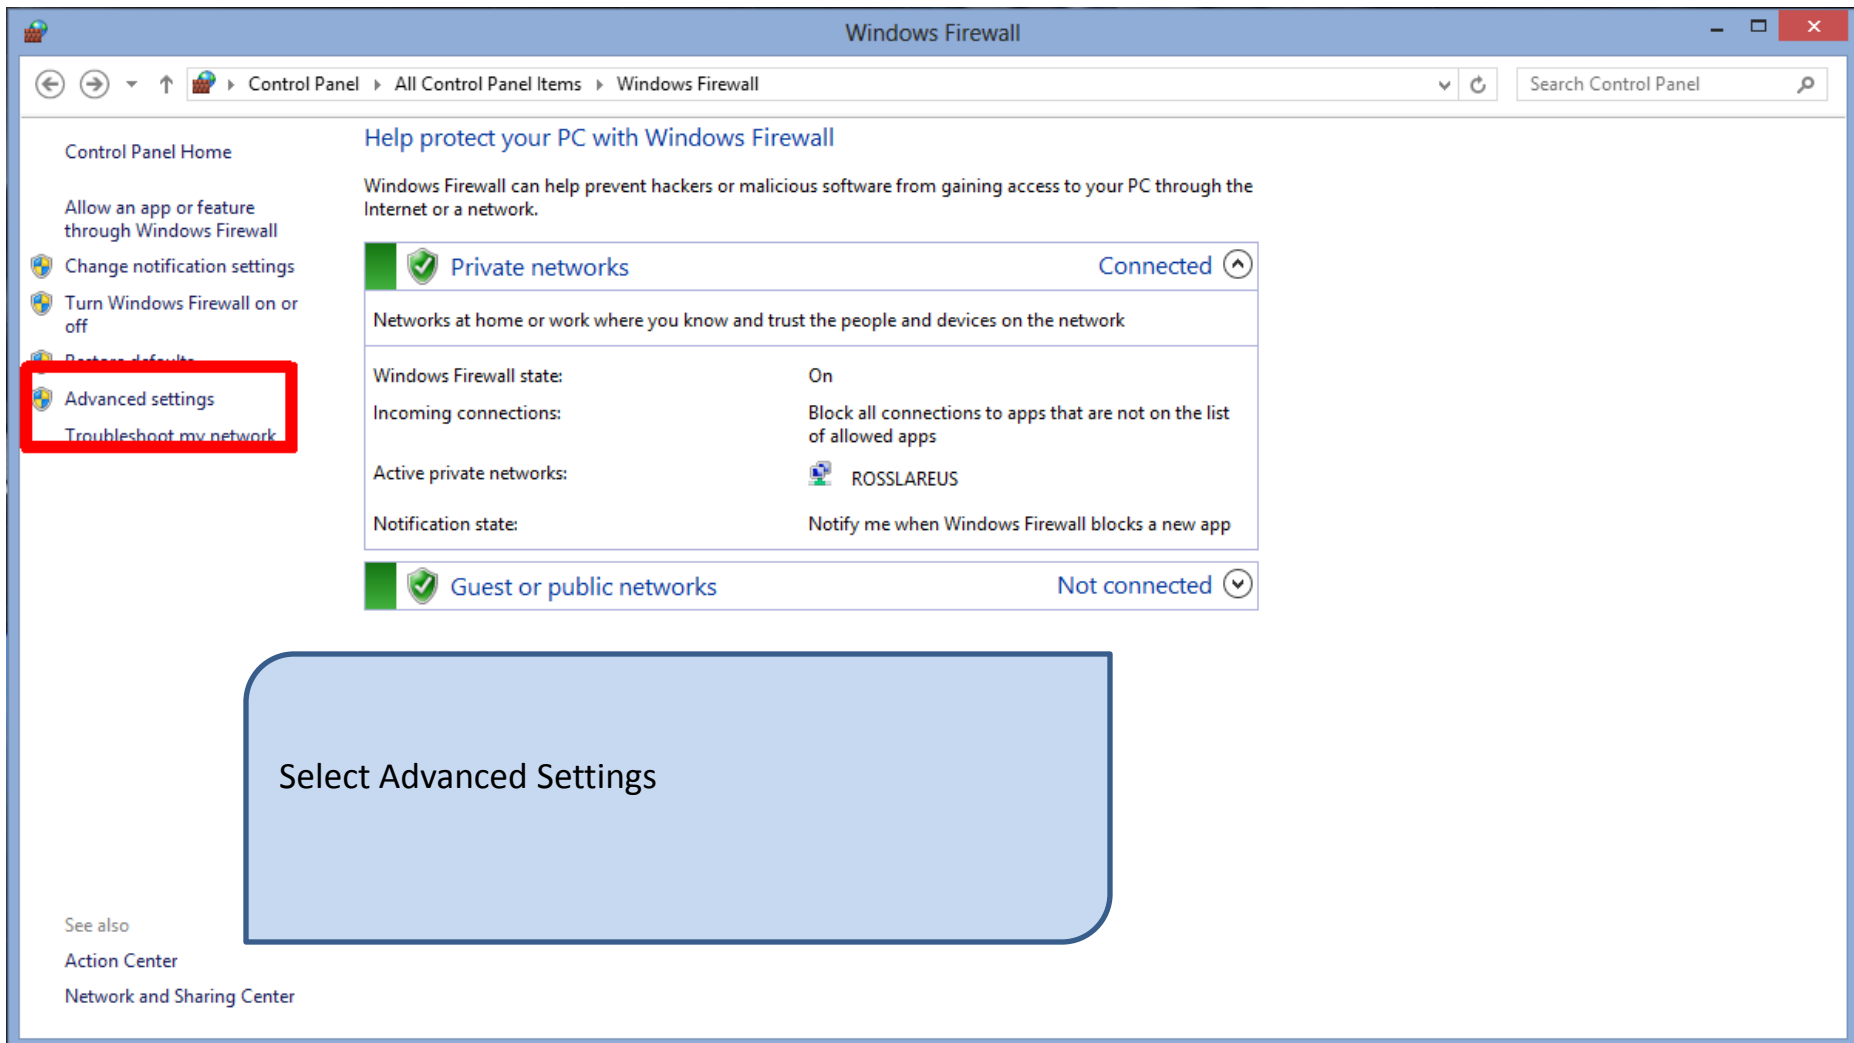 Windows Firewall
Control Panel
All Control Panel Items
Windows Firewall
Search Control Panel
Control Panel Home
Allow an app or feature
through Windows Firewall
Change notification settings
Turn Windows Firewall on or
off
Restore defaults
Advanced settings
Troubleshoot my network
Help protect your PC with Windows Firewall
Windows Firewall can help prevent hackers or malicious software from gaining access to your PC through the
Internet or a network.
Private networks
Connected
Networks at home or work where you know and trust the people and devices on the network
Windows Firewall state:
On
Incoming connections:
Block all connections to apps that are not on the list
of allowed apps
Active private networks:
ROSSLAREUS
Notification state:
Notify me when Windows Firewall blocks a new app
Guest or public networks
Not connected
Select Advanced Settings
See also
Action Center
Network and Sharing Center